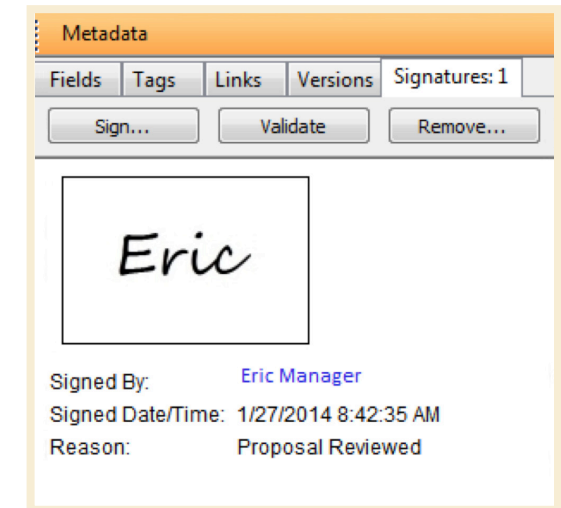 Metadata
Fields Tags Links Versions Signatures: 1
Sign... Validate Remove...
Eric
Signed By: Eric Manager
Signed Date/Time: 1/27/2014 8:42:35 AM
Reason: Proposal Reviewed